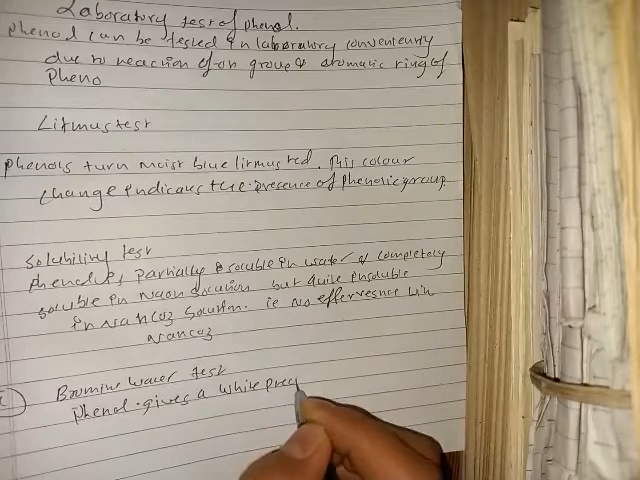 Laboratory test of phenol.
phenol can be tested in laboratory conventenity
due to reaction of OH group & aromatic ring of
Pheno
Litmus test
Phenols turn moist blue litmus red. This colour
change indicates the presence of phenolic group.
Solubility test
phenol is partially soluble in water & completely
soluble in NaOH solution but quite insoluble
in NaHCO3 solution. ie no effervesnce with
NaHCO3
Bromine water test
phenol gives a white prec